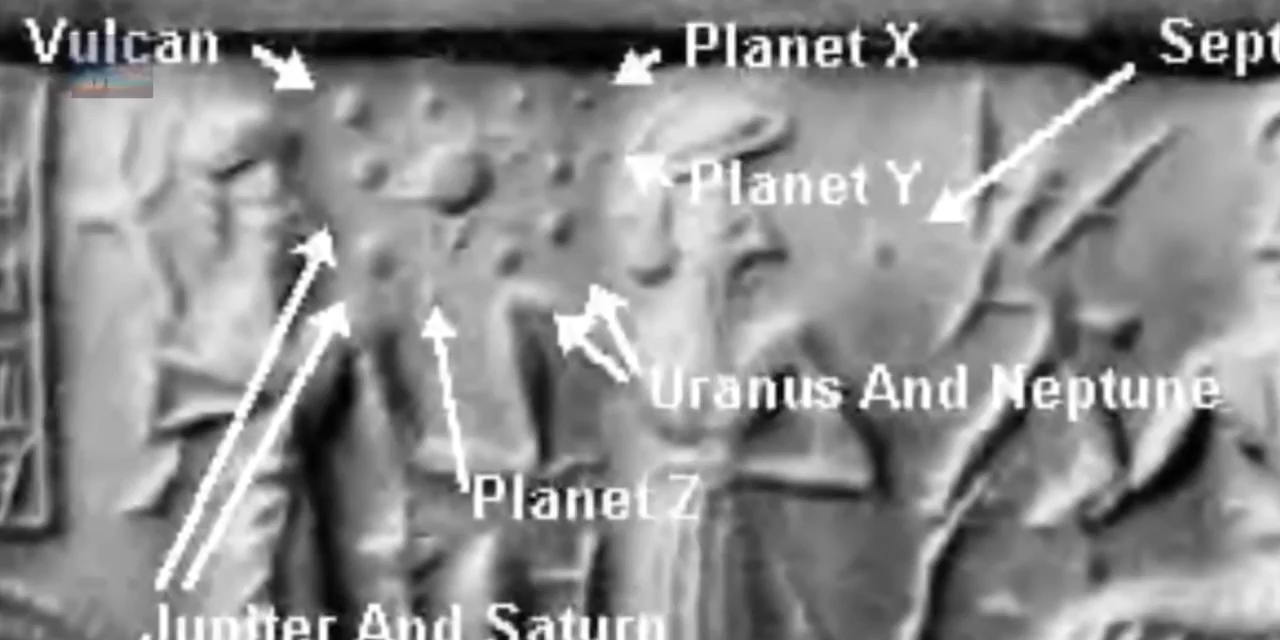 Vulcan
Planet X
Sept
Planet Y
Uranus And Neptune
Planet Z
Jupiter And Saturn